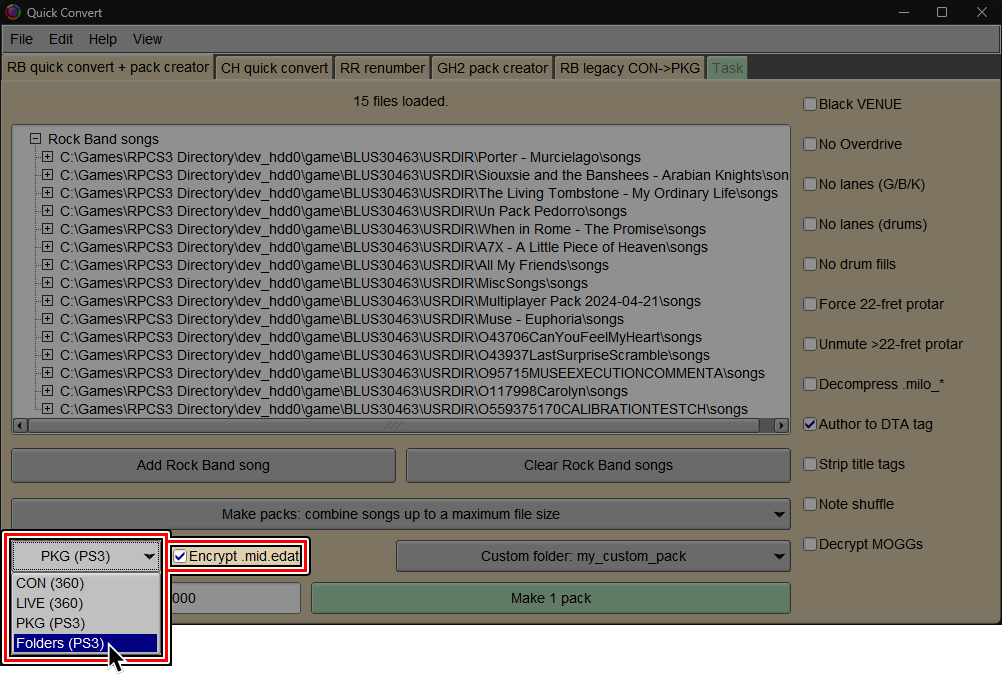 Quick Convert
File Edit Help View
RB quick convert + pack creator CH quick convert RR renumber GH2 pack creator RB legacy CON->PKG Task
15 files loaded.
Rock Band songs
C:\Games\RPCS3 Directory\dev_hdd0\game\BLUS30463\USRDIR\Porter - Murcielago\songs
C:\Games\RPCS3 Directory\dev_hdd0\game\BLUS30463\USRDIR\Siouxsie and the Banshees - Arabian Knights\son
C:\Games\RPCS3 Directory\dev_hdd0\game\BLUS30463\USRDIR\The Living Tombstone - My Ordinary Life\songs
C:\Games\RPCS3 Directory\dev_hdd0\game\BLUS30463\USRDIR\Un Pack Pedorro\songs
C:\Games\RPCS3 Directory\dev_hdd0\game\BLUS30463\USRDIR\When in Rome - The Promise\songs
C:\Games\RPCS3 Directory\dev_hdd0\game\BLUS30463\USRDIR\A7X - A Little Piece of Heaven\songs
C:\Games\RPCS3 Directory\dev_hdd0\game\BLUS30463\USRDIR\All My Friends\songs
C:\Games\RPCS3 Directory\dev_hdd0\game\BLUS30463\USRDIR\MiscSongs\songs
C:\Games\RPCS3 Directory\dev_hdd0\game\BLUS30463\USRDIR\Multiplayer Pack 2024-04-21\songs
C:\Games\RPCS3 Directory\dev_hdd0\game\BLUS30463\USRDIR\Muse - Euphoria\songs
C:\Games\RPCS3 Directory\dev_hdd0\game\BLUS30463\USRDIR\O43706CanYouFeelMyHeart\songs
C:\Games\RPCS3 Directory\dev_hdd0\game\BLUS30463\USRDIR\O43937LastSurpriseScramble\songs
C:\Games\RPCS3 Directory\dev_hdd0\game\BLUS30463\USRDIR\O95715MUSEEXECUTIONCOMMENTA\songs
C:\Games\RPCS3 Directory\dev_hdd0\game\BLUS30463\USRDIR\O117998Carolyn\songs
C:\Games\RPCS3 Directory\dev_hdd0\game\BLUS30463\USRDIR\O559375170CALIBRATIONTESTCH\songs
Add Rock Band song Clear Rock Band songs
Make packs: combine songs up to a maximum file size
PKG (PS3) Encrypt .mid.edat Custom folder: my_custom_pack
CON (360)
LIVE (360)
PKG (PS3)
Folders (PS3)
000 Make 1 pack
Black VENUE
No Overdrive
No lanes (G/B/K)
No lanes (drums)
No drum fills
Force 22-fret protar
Unmute >22-fret protar
Decompress .milo_*
Author to DTA tag
Strip title tags
Note shuffle
Decrypt MOGGs